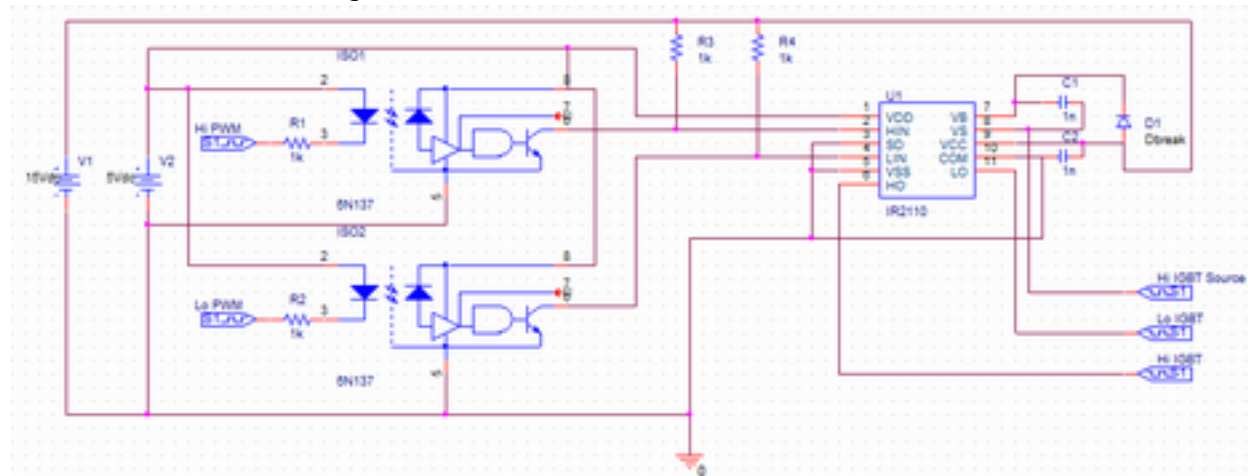 ISO1
2
8
7
6
Hi PWM
R1
1k
3
5
6N137
V1
V2
5Vdc
ISO2
2
8
7
6
Lo PWM
R2
1k
3
5
6N137
R3
1k
R4
1k
U1
1
2
3
4
5
6
VDD
HIN
SD
LIN
VSS
HO
VB
VS
VCC
COM
LO
7
8
9
10
11
IR2110
C1
1n
C2
1n
D1
Dbreak
Hi IGBT Source
Lo IGBT
Hi IGBT
0